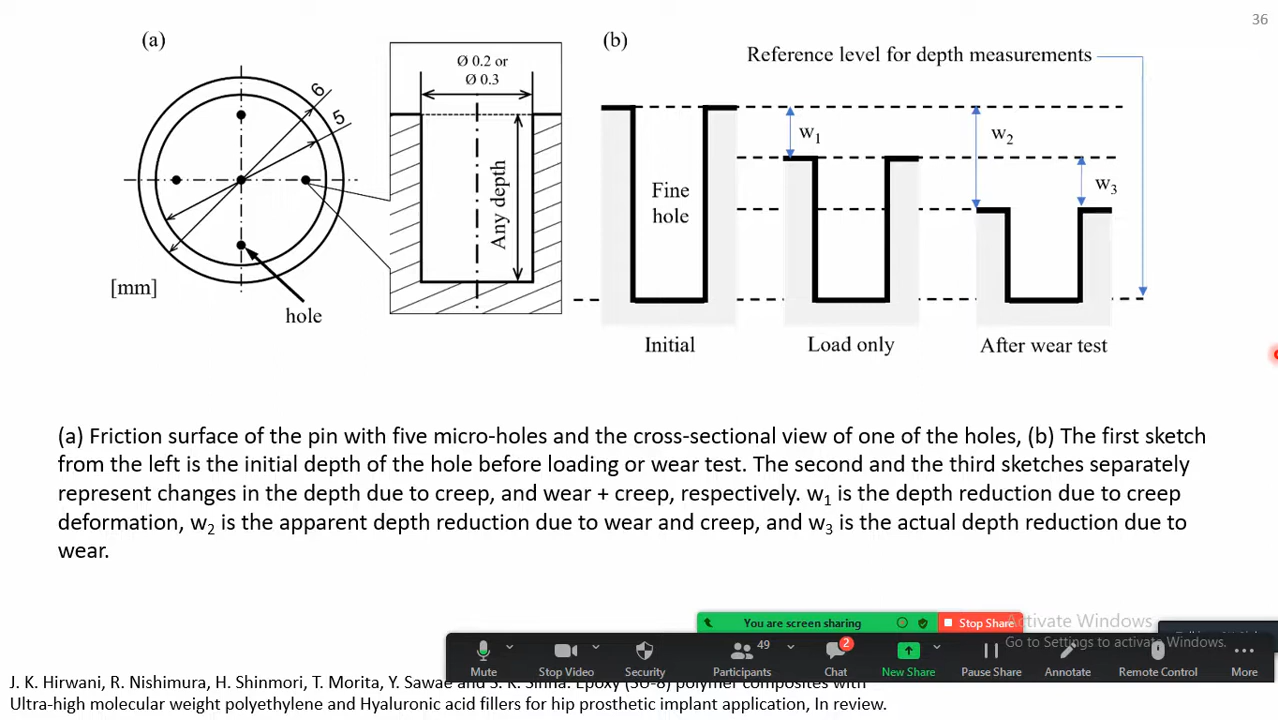 36
(a)
(b)
Ø 0.2 or
Ø 0.3
6
5
Any depth
[mm]
hole
Reference level for depth measurements
w₁
w₂
w₃
Fine
hole
Initial
Load only
After wear test
(a) Friction surface of the pin with five micro-holes and the cross-sectional view of one of the holes, (b) The first sketch
from the left is the initial depth of the hole before loading or wear test. The second and the third sketches separately
represent changes in the depth due to creep, and wear + creep, respectively. w₁ is the depth reduction due to creep
deformation, w₂ is the apparent depth reduction due to wear and creep, and w₃ is the actual depth reduction due to
wear.
You are screen sharing
Stop Share
Activate Windows
Go to Settings to activate Windows.
49
2
Mute
Stop Video
Security
Participants
Chat
New Share
Pause Share
Annotate
Remote Control
More
J. K. Hirwani, R. Nishimura, H. Shinmori, T. Morita, Y. Sawae and S. K. Sinha. Epoxy (SU-8) polymer composites with
Ultra-high molecular weight polyethylene and Hyaluronic acid fillers for hip prosthetic implant application, In review.